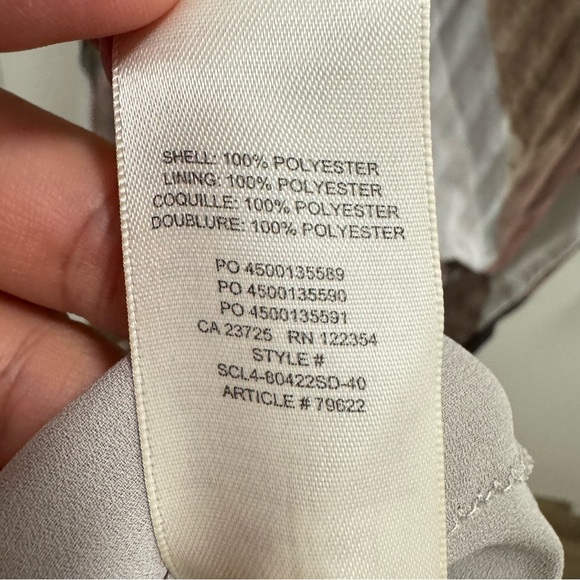 SHELL: 100% POLYESTER
LINING: 100% POLYESTER
COQUILLE: 100% POLYESTER
DOUBLURE: 100% POLYESTER
PO 4500135589
PO 4500135590
PO 4500135591
CA 23725 RN 122354
STYLE #
SCL4-80422SD-40
ARTICLE # 79622